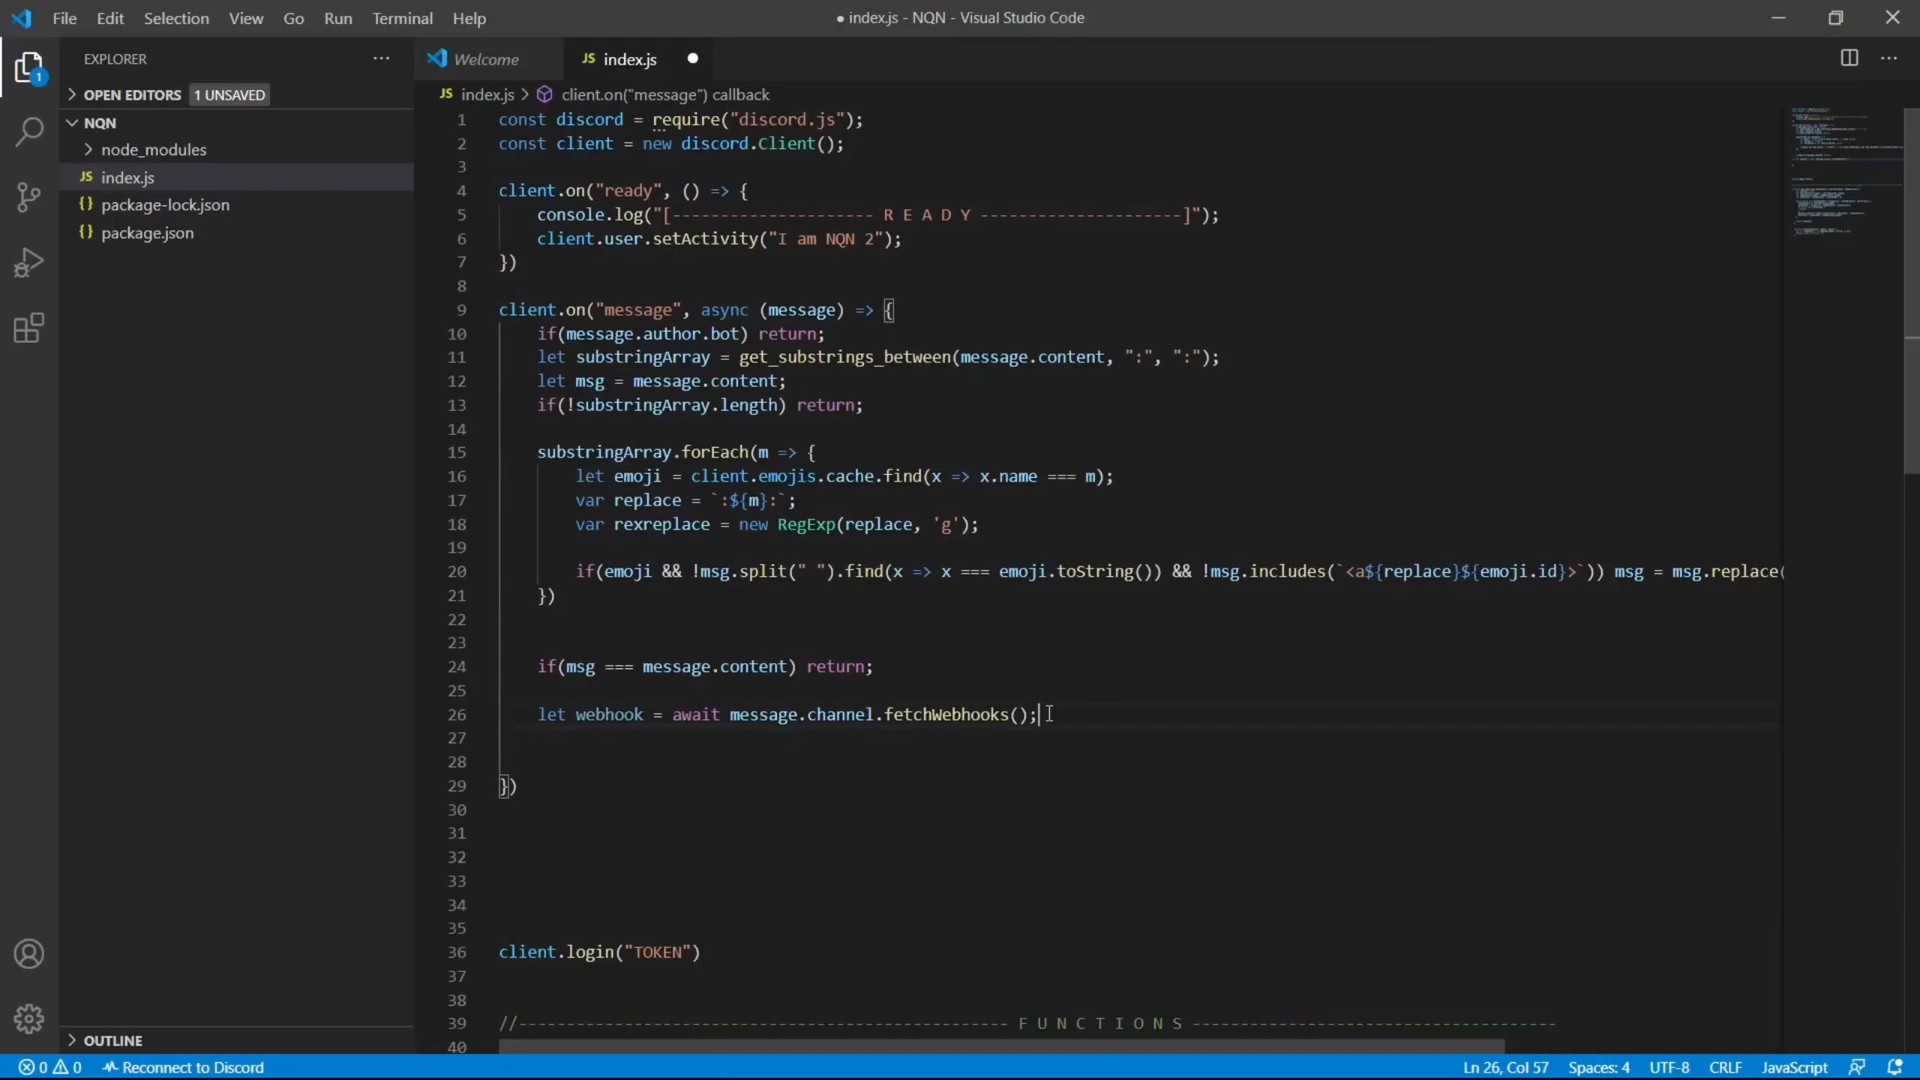 File Edit Selection View Go Run Terminal Help
● index.js - NQN - Visual Studio Code
EXPLORER
OPEN EDITORS 1 UNSAVED
NQN
node_modules
JS index.js
{} package-lock.json
{} package.json
OUTLINE
1
Welcome
JS index.js
JS index.js > client.on("message") callback
1 const discord = require("discord.js");
2 const client = new discord.Client();
3
4 client.on("ready", () => {
5 console.log("[--------------------- R E A D Y ---------------------]");
6 client.user.setActivity("I am NQN 2");
7 })
8
9 client.on("message", async (message) => {
10 if(message.author.bot) return;
11 let substringArray = get_substrings_between(message.content, ":", ":");
12 let msg = message.content;
13 if(!substringArray.length) return;
14
15 substringArray.forEach(m => {
16 let emoji = client.emojis.cache.find(x => x.name === m);
17 var replace = `:${m}:`;
18 var rexreplace = new RegExp(replace, 'g');
19
20 if(emoji && !msg.split(" ").find(x => x === emoji.toString()) && !msg.includes(`<a${replace}${emoji.id}>`)) msg = msg.replace(
21 })
22
23
24 if(msg === message.content) return;
25
26 let webhook = await message.channel.fetchWebhooks();
27
28
29 })
30
31
32
33
34
35
36 client.login("TOKEN")
37
38
39 //--------------------------------------------------- F U N C T I O N S --------------------------------------
40
0 0 Reconnect to Discord
Ln 26, Col 57 Spaces: 4 UTF-8 CRLF JavaScript